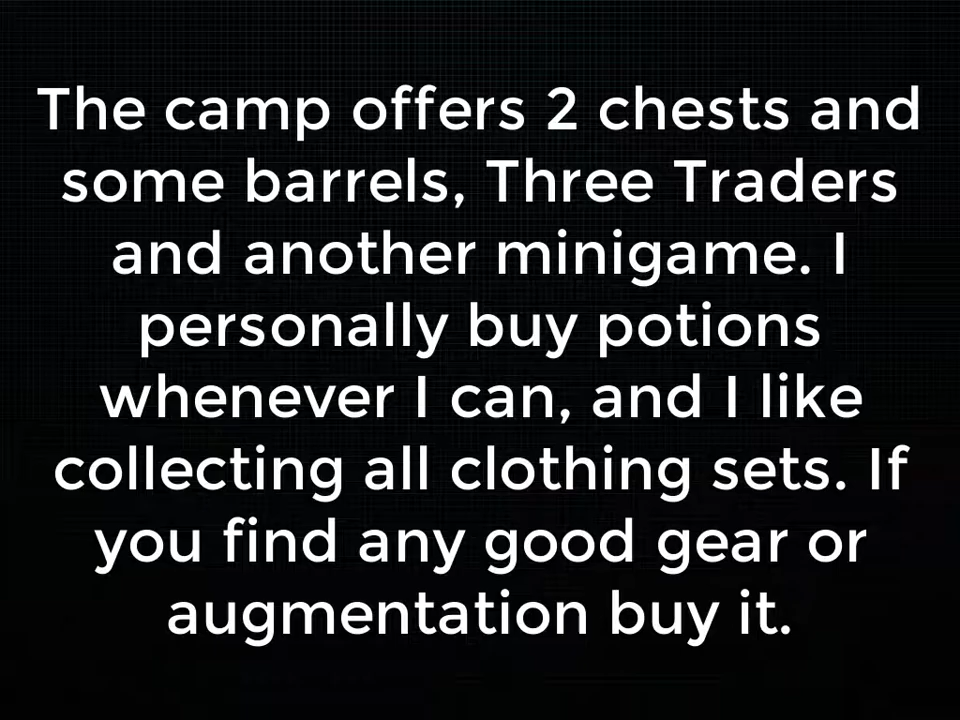 The camp offers 2 chests and
some barrels, Three Traders
and another minigame. I
personally buy potions
whenever I can, and I like
collecting all clothing sets. If
you find any good gear or
augmentation buy it.